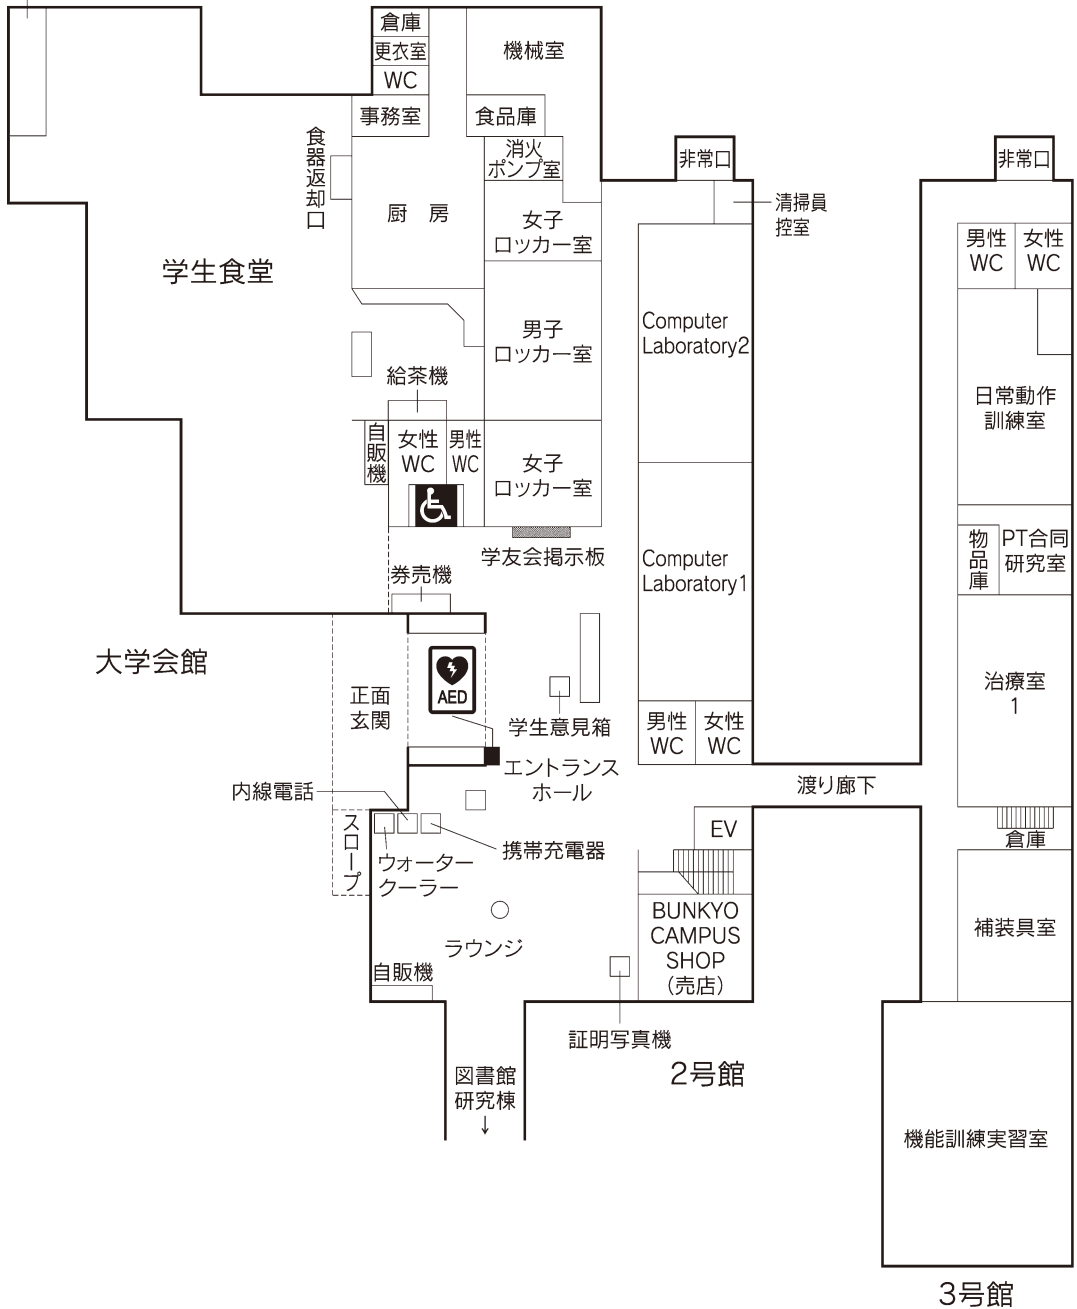 倉庫
更衣室
WC
事務室
機械室
食品庫
消火
ポンプ室
食器返却口
厨 房
女子
ロッカー室
非常口
清掃員
控室
非常口
男性
WC
女性
WC
学生食堂
男子
ロッカー室
Computer
Laboratory2
給茶機
日常動作
訓練室
自販機
女性
WC
男性
WC
女子
ロッカー室
学友会掲示板
Computer
Laboratory1
物品庫
PT合同
研究室
券売機
大学会館
正面
玄関
AED
学生意見箱
男性
WC
女性
WC
治療室
1
エントランス
ホール
渡り廊下
内線電話
スロープ
携帯充電器
ウォーター
クーラー
EV
倉庫
BUNKYO
CAMPUS
SHOP
(売店)
補装具室
ラウンジ
自販機
証明写真機
2号館
図書館
研究棟
↓
機能訓練実習室
3号館